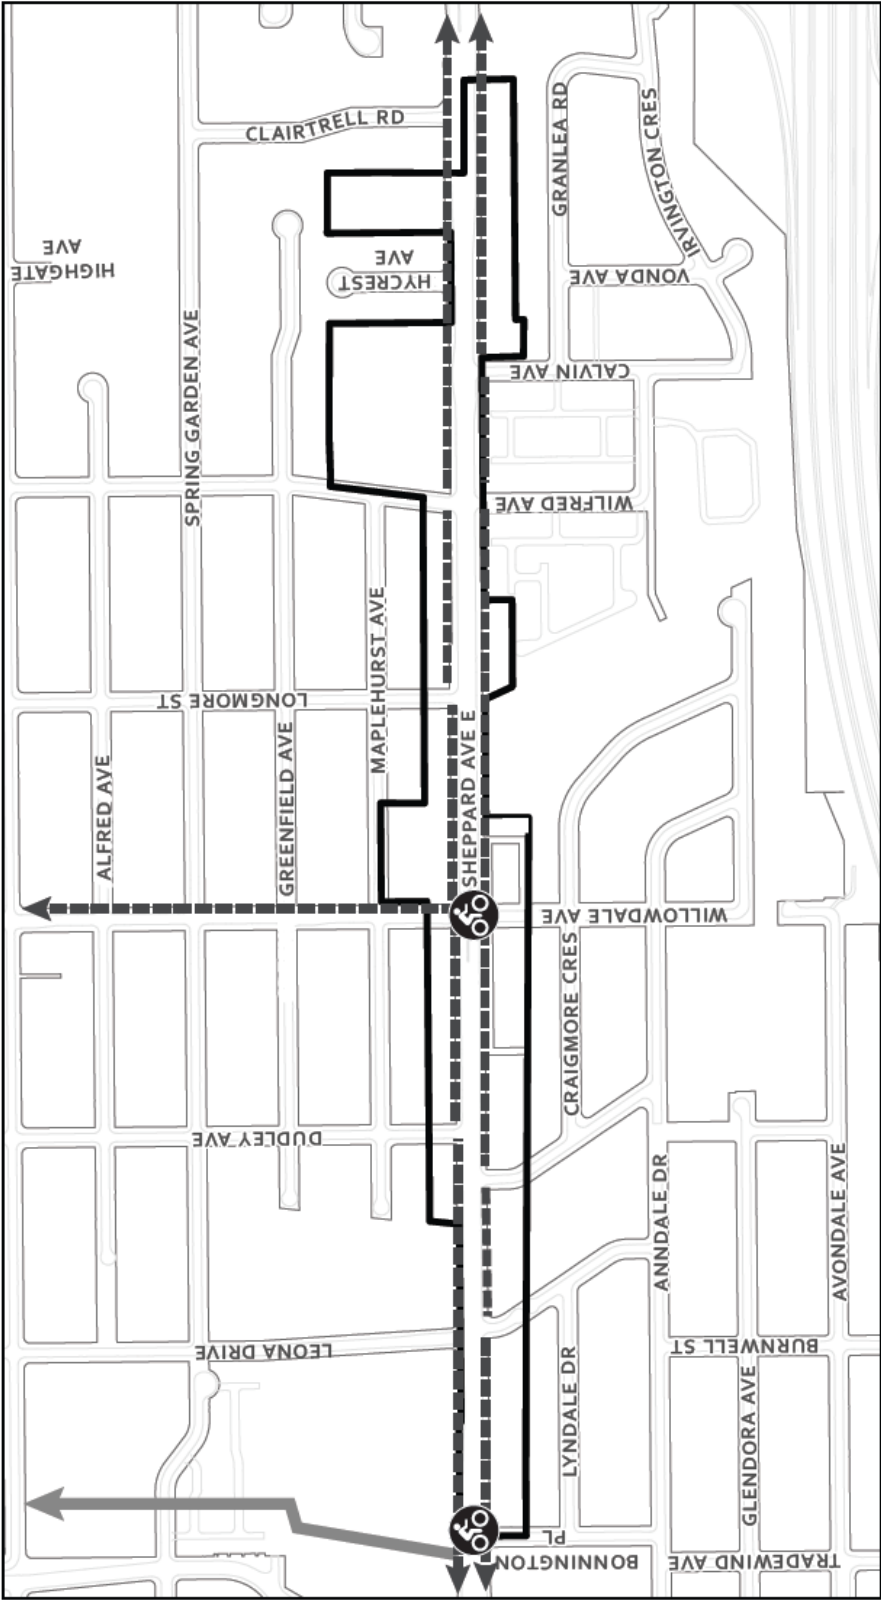 CLAIRTRELL RD
GRANLEA RD
IRVINGTON CRES
HIGHGATE
AVE
HYCREST
AVE
VONDA AVE
SPRING GARDEN AVE
CALVIN AVE
WILFRED AVE
MAPLEHURST AVE
LONGMORE ST
GREENFIELD AVE
ALFRED AVE
SHEPPARD AVE E
WILLOWDALE AVE
CRAIGMORE CRES
DUDLEY AVE
ANNDALE DR
AVONDALE AVE
LEONA DRIVE
BURNWELL ST
LYNDALE DR
GLENDORA AVE
BONNINGTON
PL
TRADEWIND AVE